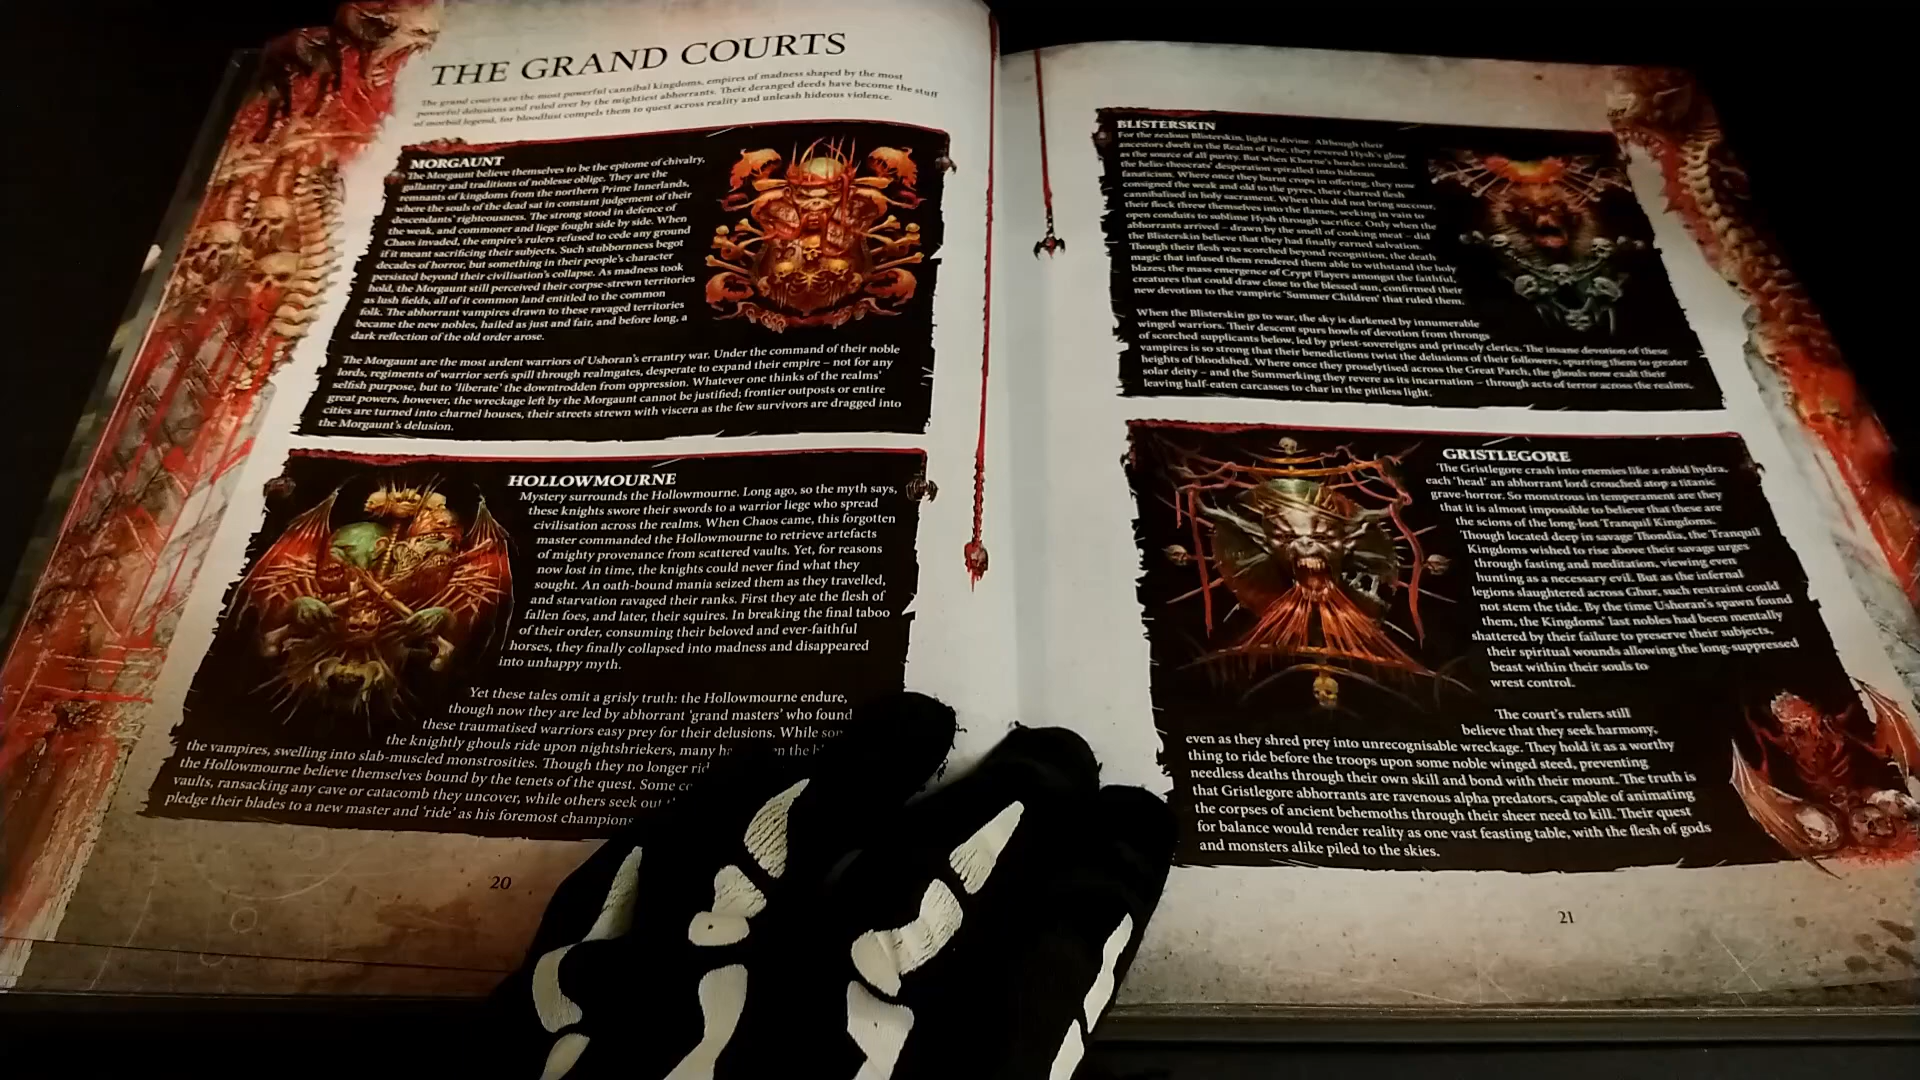 THE GRAND COURTS
The grand courts are the most powerful cannibal kingdoms, empires of madness shaped by the most
powerful delusions and ruled over by the mightiest abhorrants. Their deranged deeds have become the stuff
of morbid legend, for bloodlust compels them to quest across reality and unleash hideous violence.
MORGAUNT
The Morgaunt believe themselves to be the epitome of chivalry,
gallantry and traditions of noblesse oblige. They are the
remnants of kingdoms from the northern Prime Innerlands,
where the souls of the dead sat in constant judgement of their
descendants' righteousness. The strong stood in defence of
the weak, and commoner and liege fought side by side. When
Chaos invaded, the empire's rulers refused to cede any ground
if it meant sacrificing their subjects. Such stubbornness begot
decades of horror, but something in their people's character
persisted beyond their civilisation's collapse. As madness took
hold, the Morgaunt still perceived their corpse-strewn territories
as lush fields, all of it common land entitled to the common
folk. The abhorrant vampires drawn to these ravaged territories
became the new nobles, hailed as just and fair, and before long, a
dark reflection of the old order arose.
The Morgaunt are the most ardent warriors of Ushoran's errantry war. Under the command of their noble
lords, regiments of warrior serfs spill through realmgates, desperate to expand their empire – not for any
selfish purpose, but to 'liberate' the downtrodden from oppression. Whatever one thinks of the realms'
great powers, however, the wreckage left by the Morgaunt cannot be justified; frontier outposts or entire
cities are turned into charnel houses, their streets strewn with viscera as the few survivors are dragged into
the Morgaunt's delusion.
HOLLOWMOURNE
Mystery surrounds the Hollowmourne. Long ago, so the myth says,
these knights swore their swords to a warrior liege who spread
civilisation across the realms. When Chaos came, this forgotten
master commanded the Hollowmourne to retrieve artefacts
of mighty provenance from scattered vaults. Yet, for reasons
now lost in time, the knights could never find what they
sought. An oath-bound mania seized them as they travelled,
and starvation ravaged their ranks. First they ate the flesh of
fallen foes, and later, their squires. In breaking the final taboo
of their order, consuming their beloved and ever-faithful
horses, they finally collapsed into madness and disappeared
into unhappy myth.
Yet these tales omit a grisly truth: the Hollowmourne endure,
though now they are led by abhorrant 'grand masters' who found
these traumatised warriors easy prey for their delusions. While
the knightly ghouls ride upon nightshriekers, many
the vampires, swelling into slab-muscled monstrosities. Though they no longer
the Hollowmourne believe themselves bound by the tenets of the quest. Some
vaults, ransacking any cave or catacomb they uncover, while others seek out
pledge their blades to a new master and 'ride' as his foremost champions
20
BLISTERSKIN
For the zealous Blisterskin, light is divine. Although their
ancestors dwelt in the Realm of Fire, they revered Hysh's glow
as the source of all purity. But when Khorne's hordes invaded,
the helio-theocrats' desperation spiralled into hideous
fanaticism. Where once they burnt crops in offering, they now
consigned the weak and old to the pyres, their charred flesh
cannibalised in holy sacrament. When this did not bring succour,
their flock threw themselves into the flames, seeking in vain to
open conduits to sublime Hysh through sacrifice. Only when the
abhorrants arrived – drawn by the smell of cooking meat – did
the Blisterskin believe that they had finally earned salvation.
Though their flesh was scorched beyond recognition, the death
magic that infused them rendered them able to withstand the holy
blazes; the mass emergence of Crypt Flayers amongst the faithful,
creatures that could draw close to the blessed sun, confirmed their
new devotion to the vampiric 'Summer Children' that ruled them.
When the Blisterskin go to war, the sky is darkened by innumerable
winged warriors. Their descent spurs howls of devotion from throngs
of scorched supplicants below, led by priest-sovereigns and princely clerics. The insane devotion of these
vampires is so strong that their benedictions twist the delusions of their followers, spurring them to greater
heights of bloodshed. Where once they proselytised across the Great Parch, the ghouls now exalt their
solar deity – and the Summerking they revere as its incarnation – through acts of terror across the realms,
leaving half-eaten carcasses to char in the pitiless light.
GRISTLEGORE
The Gristlegore crash into enemies like a rabid hydra,
each 'head' an abhorrant lord crouched atop a titanic
grave-horror. So monstrous in temperament are they
that it is almost impossible to believe that these are
the scions of the long-lost Tranquil Kingdoms.
Though located deep in savage Thondia, the Tranquil
Kingdoms wished to rise above their savage urges
through fasting and meditation, viewing even
hunting as a necessary evil. But as the infernal
legions slaughtered across Ghur, such restraint could
not stem the tide. By the time Ushoran's spawn found
them, the Kingdoms' last nobles had been mentally
shattered by their failure to preserve their subjects,
their spiritual wounds allowing the long-suppressed
beast within their souls to
wrest control.
The court's rulers still
believe that they seek harmony,
even as they shred prey into unrecognisable wreckage. They hold it as a worthy
thing to ride before the troops upon some noble winged steed, preventing
needless deaths through their own skill and bond with their mount. The truth is
that Gristlegore abhorrants are ravenous alpha predators, capable of animating
the corpses of ancient behemoths through their sheer need to kill. Their quest
for balance would render reality as one vast feasting table, with the flesh of gods
and monsters alike piled to the skies.
21